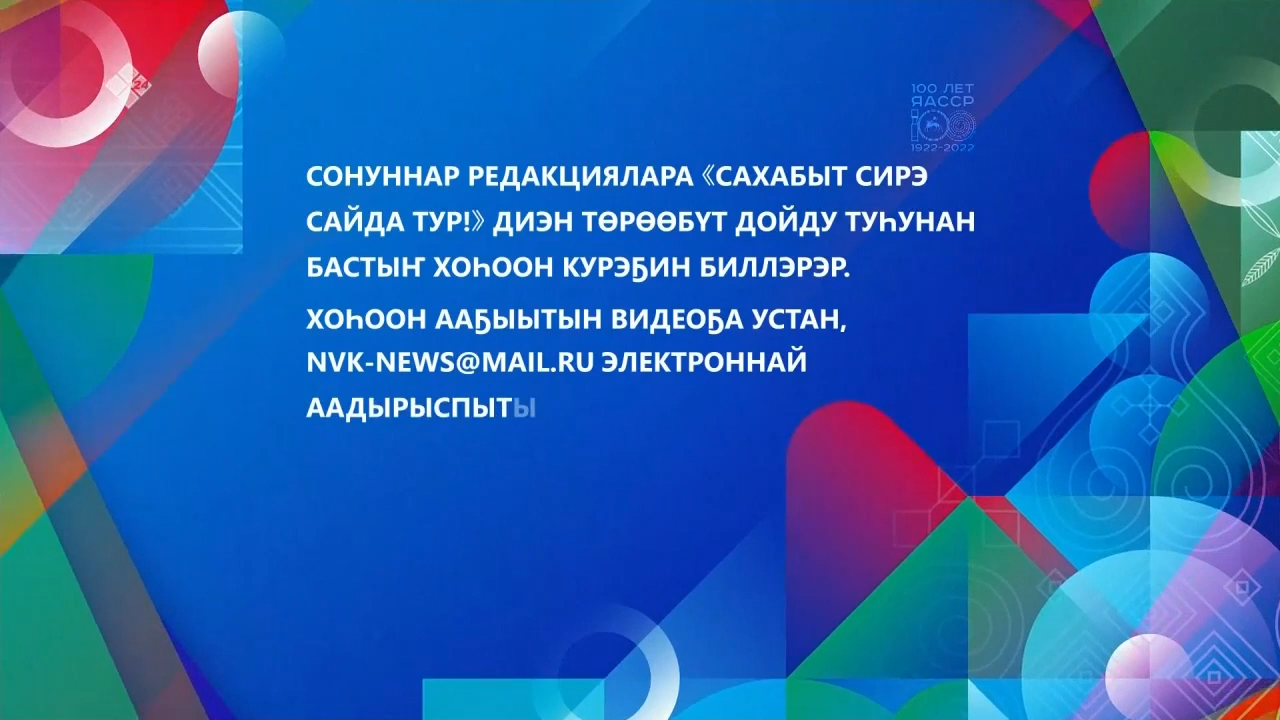 100 ЛЕТ
ЯАССР
100
1922-2022
СОНУННАР РЕДАКЦИЯЛАРА 《САХАБЫТ СИРЭ
САЙДА ТУР!》 ДИЭН ТӨРӨӨБҮТ ДОЙДУ ТУҺУНАН
БАСТЫҤ ХОҺООН КУРЭҔИН БИЛЛЭРЭР.
ХОҺООН ААҔЫЫТЫН ВИДЕОҔА УСТАН,
NVK-NEWS@MAIL.RU ЭЛЕКТРОННАЙ
ААДЫРЫСПЫТЫ